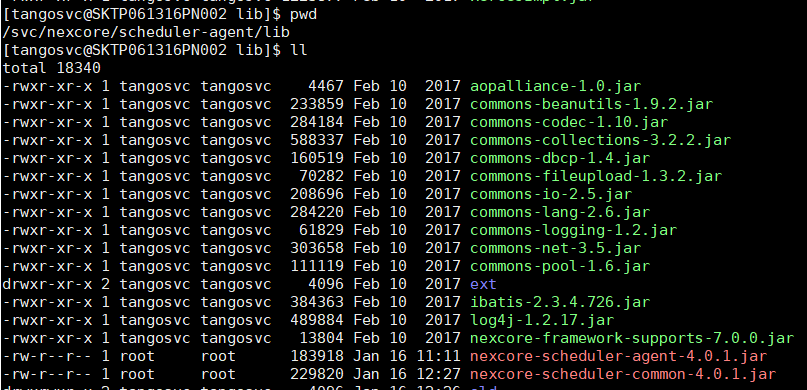 [tangosvc@SKTP061316PN002 lib]$ pwd
/svc/nexcore/scheduler-agent/lib
[tangosvc@SKTP061316PN002 lib]$ ll
total 18340
-rwxr-xr-x 1 tangosvc tangosvc   4467 Feb 10  2017 aopalliance-1.0.jar
-rwxr-xr-x 1 tangosvc tangosvc 233859 Feb 10  2017 commons-beanutils-1.9.2.jar
-rwxr-xr-x 1 tangosvc tangosvc 284184 Feb 10  2017 commons-codec-1.10.jar
-rwxr-xr-x 1 tangosvc tangosvc 588337 Feb 10  2017 commons-collections-3.2.2.jar
-rwxr-xr-x 1 tangosvc tangosvc 160519 Feb 10  2017 commons-dbcp-1.4.jar
-rwxr-xr-x 1 tangosvc tangosvc  70282 Feb 10  2017 commons-fileupload-1.3.2.jar
-rwxr-xr-x 1 tangosvc tangosvc 208696 Feb 10  2017 commons-io-2.5.jar
-rwxr-xr-x 1 tangosvc tangosvc 284220 Feb 10  2017 commons-lang-2.6.jar
-rwxr-xr-x 1 tangosvc tangosvc  61829 Feb 10  2017 commons-logging-1.2.jar
-rwxr-xr-x 1 tangosvc tangosvc 303658 Feb 10  2017 commons-net-3.5.jar
-rwxr-xr-x 1 tangosvc tangosvc 111119 Feb 10  2017 commons-pool-1.6.jar
drwxr-xr-x 2 tangosvc tangosvc   4096 Feb 10  2017 ext
-rwxr-xr-x 1 tangosvc tangosvc 384363 Feb 10  2017 ibatis-2.3.4.726.jar
-rwxr-xr-x 1 tangosvc tangosvc 489884 Feb 10  2017 log4j-1.2.17.jar
-rwxr-xr-x 1 tangosvc tangosvc  13804 Feb 10  2017 nexcore-framework-supports-7.0.0.jar
-rw-r--r-- 1 root     root     183918 Jan 16 11:11 nexcore-scheduler-agent-4.0.1.jar
-rw-r--r-- 1 root     root     229820 Jan 16 12:27 nexcore-scheduler-common-4.0.1.jar